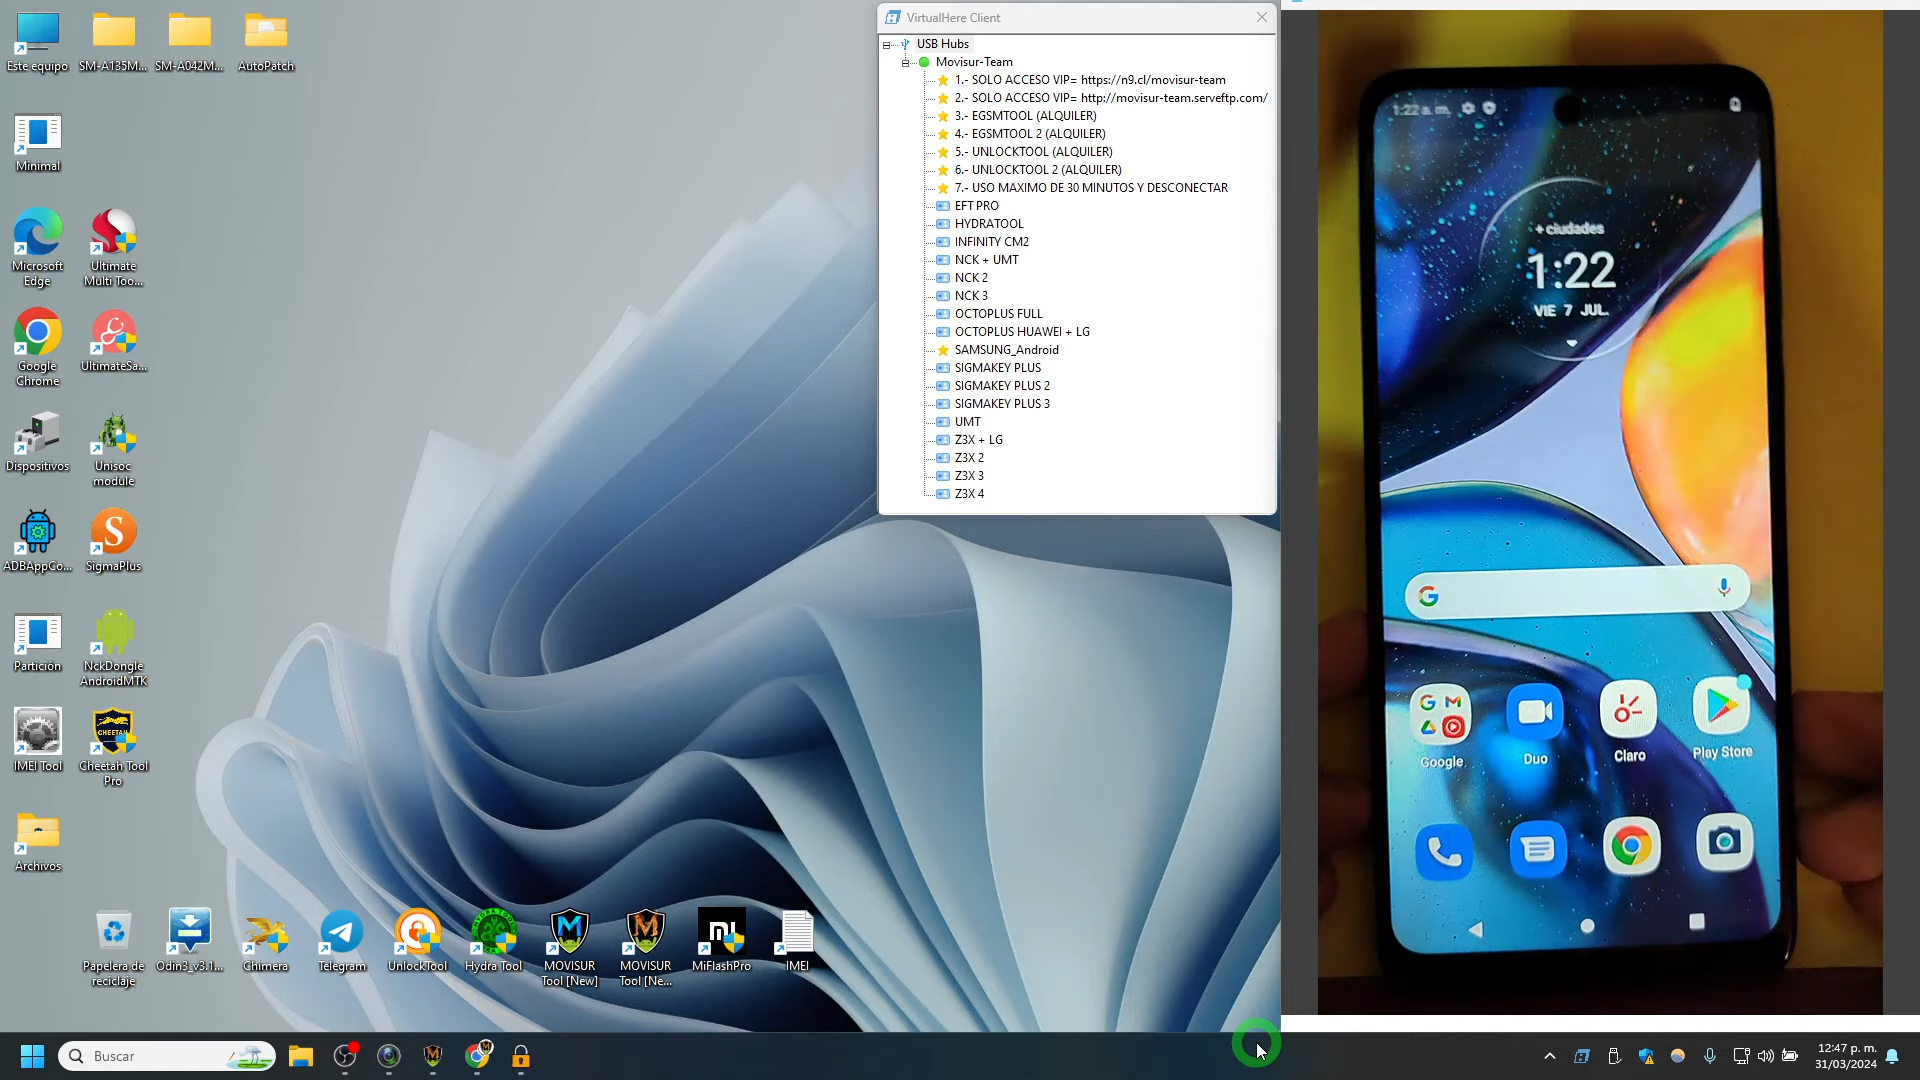 Este equipo
SM-A135M...
SM-A042M...
AutoPatch
Minimal
Microsoft Edge
Ultimate Multi Too...
Google Chrome
UltimateSa...
Dispositivos
Unisoc module
ADBAppCo...
SigmaPlus
Partición
NckDongle AndroidMTK
IMEI Tool
CHEETAH
Cheetah Tool Pro
Archivos
Papelera de reciclaje
Odin3_v3.1...
Chimera
Telegram
UnlockTool
Hydra Tool
MOVISUR Tool [New]
MOVISUR Tool [Ne...
MiFlashPro
IMEI
VirtualHere Client
USB Hubs
Movisur-Team
1.- SOLO ACCESO VIP= https://n9.cl/movisur-team
2.- SOLO ACCESO VIP= http://movisur-team.serveftp.com/
3.- EGSMTOOL (ALQUILER)
4.- EGSMTOOL 2 (ALQUILER)
5.- UNLOCKTOOL (ALQUILER)
6.- UNLOCKTOOL 2 (ALQUILER)
7.- USO MAXIMO DE 30 MINUTOS Y DESCONECTAR
EFT PRO
HYDRATOOL
INFINITY CM2
NCK + UMT
NCK 2
NCK 3
OCTOPLUS FULL
OCTOPLUS HUAWEI + LG
SAMSUNG_Android
SIGMAKEY PLUS
SIGMAKEY PLUS 2
SIGMAKEY PLUS 3
UMT
Z3X + LG
Z3X 2
Z3X 3
Z3X 4
1:22 a. m.
+ ciudades
1:22
VIE 7 JUL.
Google
Duo
Claro
Play Store
Buscar
12:47 p. m.
31/03/2024